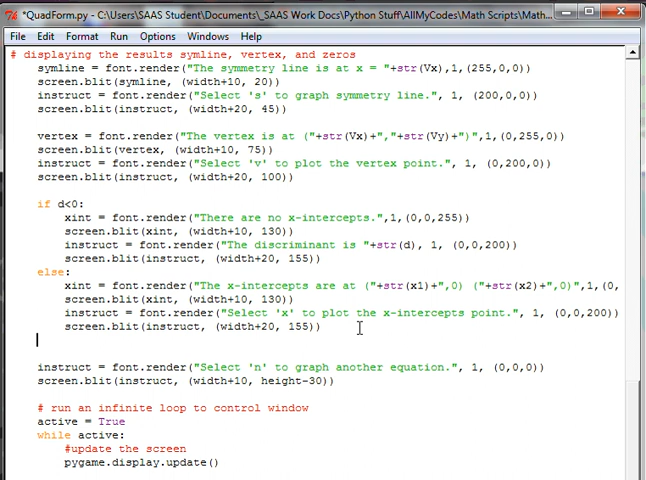 *QuadForm.py - C:\Users\SAAS Student\Documents\_SAAS Work Docs\Python Stuff\AllMyCodes\Math Scripts\Math...
File Edit Format Run Options Windows Help
# displaying the results symline, vertex, and zeros
symline = font.render("The symmetry line is at x = "+str(Vx),1,(255,0,0))
screen.blit(symline, (width+10, 20))
instruct = font.render("Select 's' to graph symmetry line.", 1, (200,0,0))
screen.blit(instruct, (width+20, 45))
vertex = font.render("The vertex is at ("+str(Vx)+","+str(Vy)+")",1,(0,255,0))
screen.blit(vertex, (width+10, 75))
instruct = font.render("Select 'v' to plot the vertex point.", 1, (0,200,0))
screen.blit(instruct, (width+20, 100))
if d<0:
xint = font.render("There are no x-intercepts.",1,(0,0,255))
screen.blit(xint, (width+10, 130))
instruct = font.render("The discriminant is "+str(d), 1, (0,0,200))
screen.blit(instruct, (width+20, 155))
else:
xint = font.render("The x-intercepts are at ("+str(x1)+",0) ("+str(x2)+",0)",1,(0,
screen.blit(xint, (width+10, 130))
instruct = font.render("Select 'x' to plot the x-intercepts point.", 1, (0,0,200))
screen.blit(instruct, (width+20, 155))
instruct = font.render("Select 'n' to graph another equation.", 1, (0,0,0))
screen.blit(instruct, (width+10, height-30))
# run an infinite loop to control window
active = True
while active:
#update the screen
pygame.display.update()